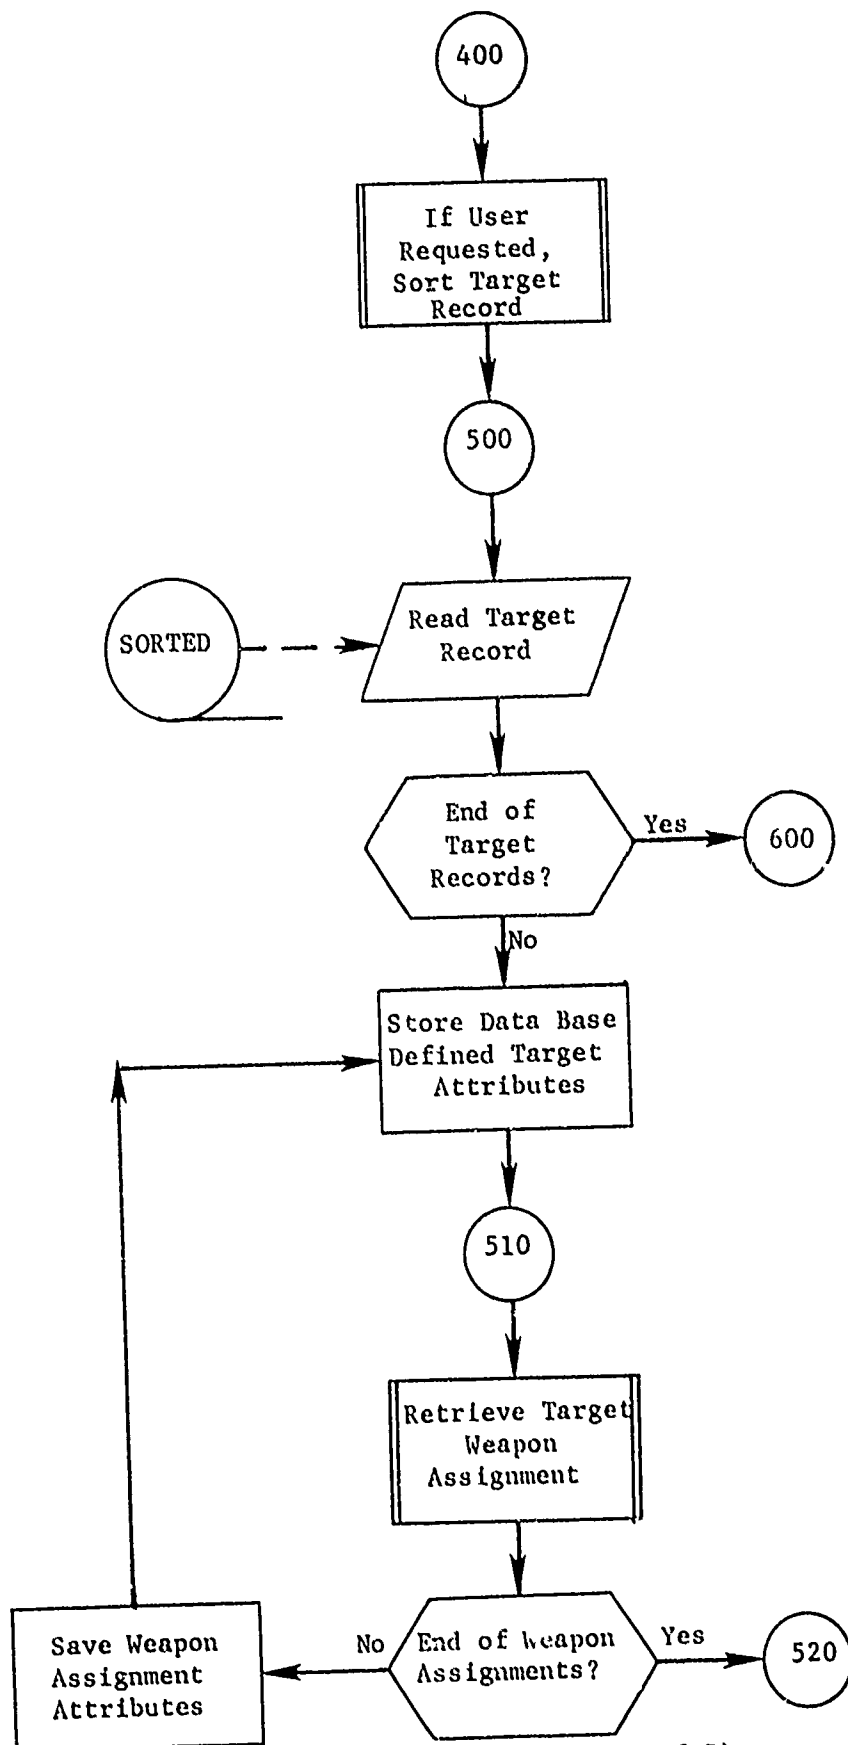 400
If User
Requested,
Sort Target
Record
500
SORTED
Read Target
Record
End of
Target
Records?
Yes
600
No
Store Data Base
Defined Target
Attributes
510
Retrieve Target
Weapon
Assignment
Save Weapon
Assignment
Attributes
No
End of Weapon
Assignments?
Yes
520